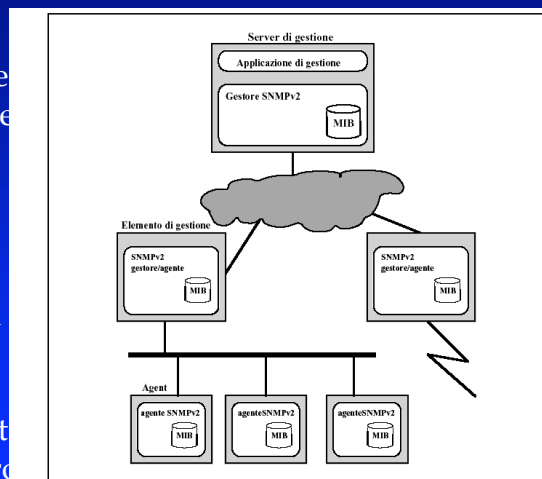 Server di gestione
Applicazione di gestione
Gestore SNMPv2
MIB
Elemento di gestione
SNMPv2
gestore/agente
MIB
SNMPv2
gestore/agente
MIB
Agent
agente SNMPv2
MIB
agenteSNMPv2
MIB
agenteSNMPv2
MIB